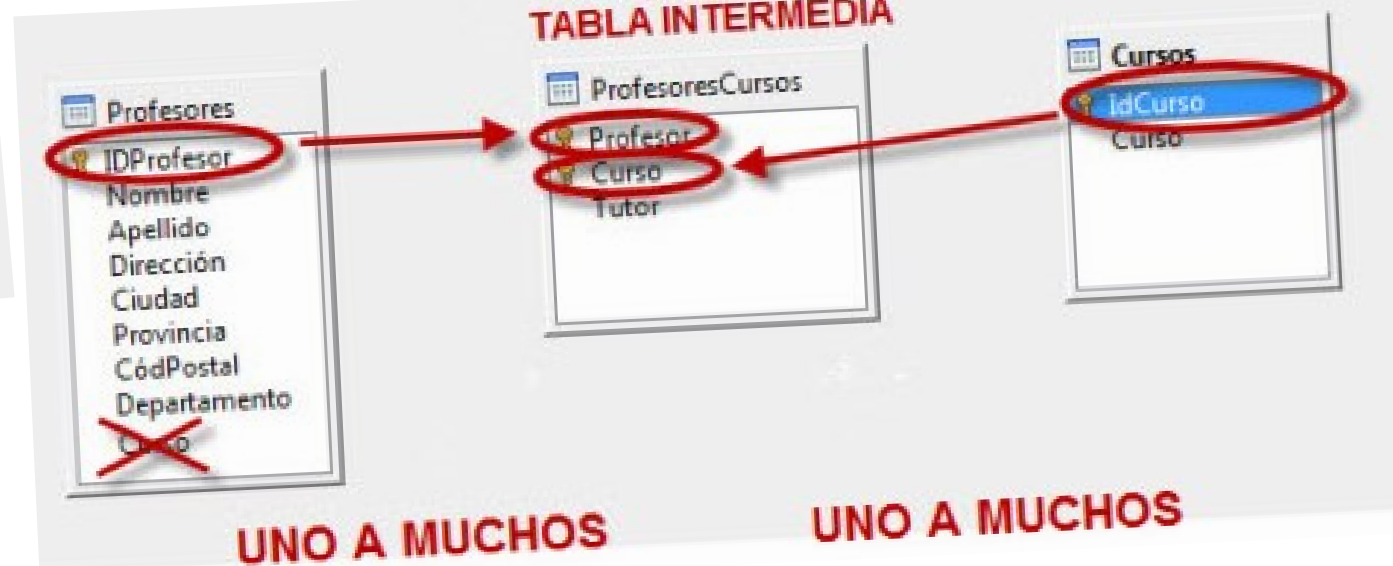 TABLA INTERMEDIA
Profesores
IDProfesor
Nombre
Apellido
Dirección
Ciudad
Provincia
CódPostal
Departamento
Curso
ProfesoresCursos
Profesor
Curso
Tutor
Cursos
IdCurso
Curso
UNO A MUCHOS
UNO A MUCHOS